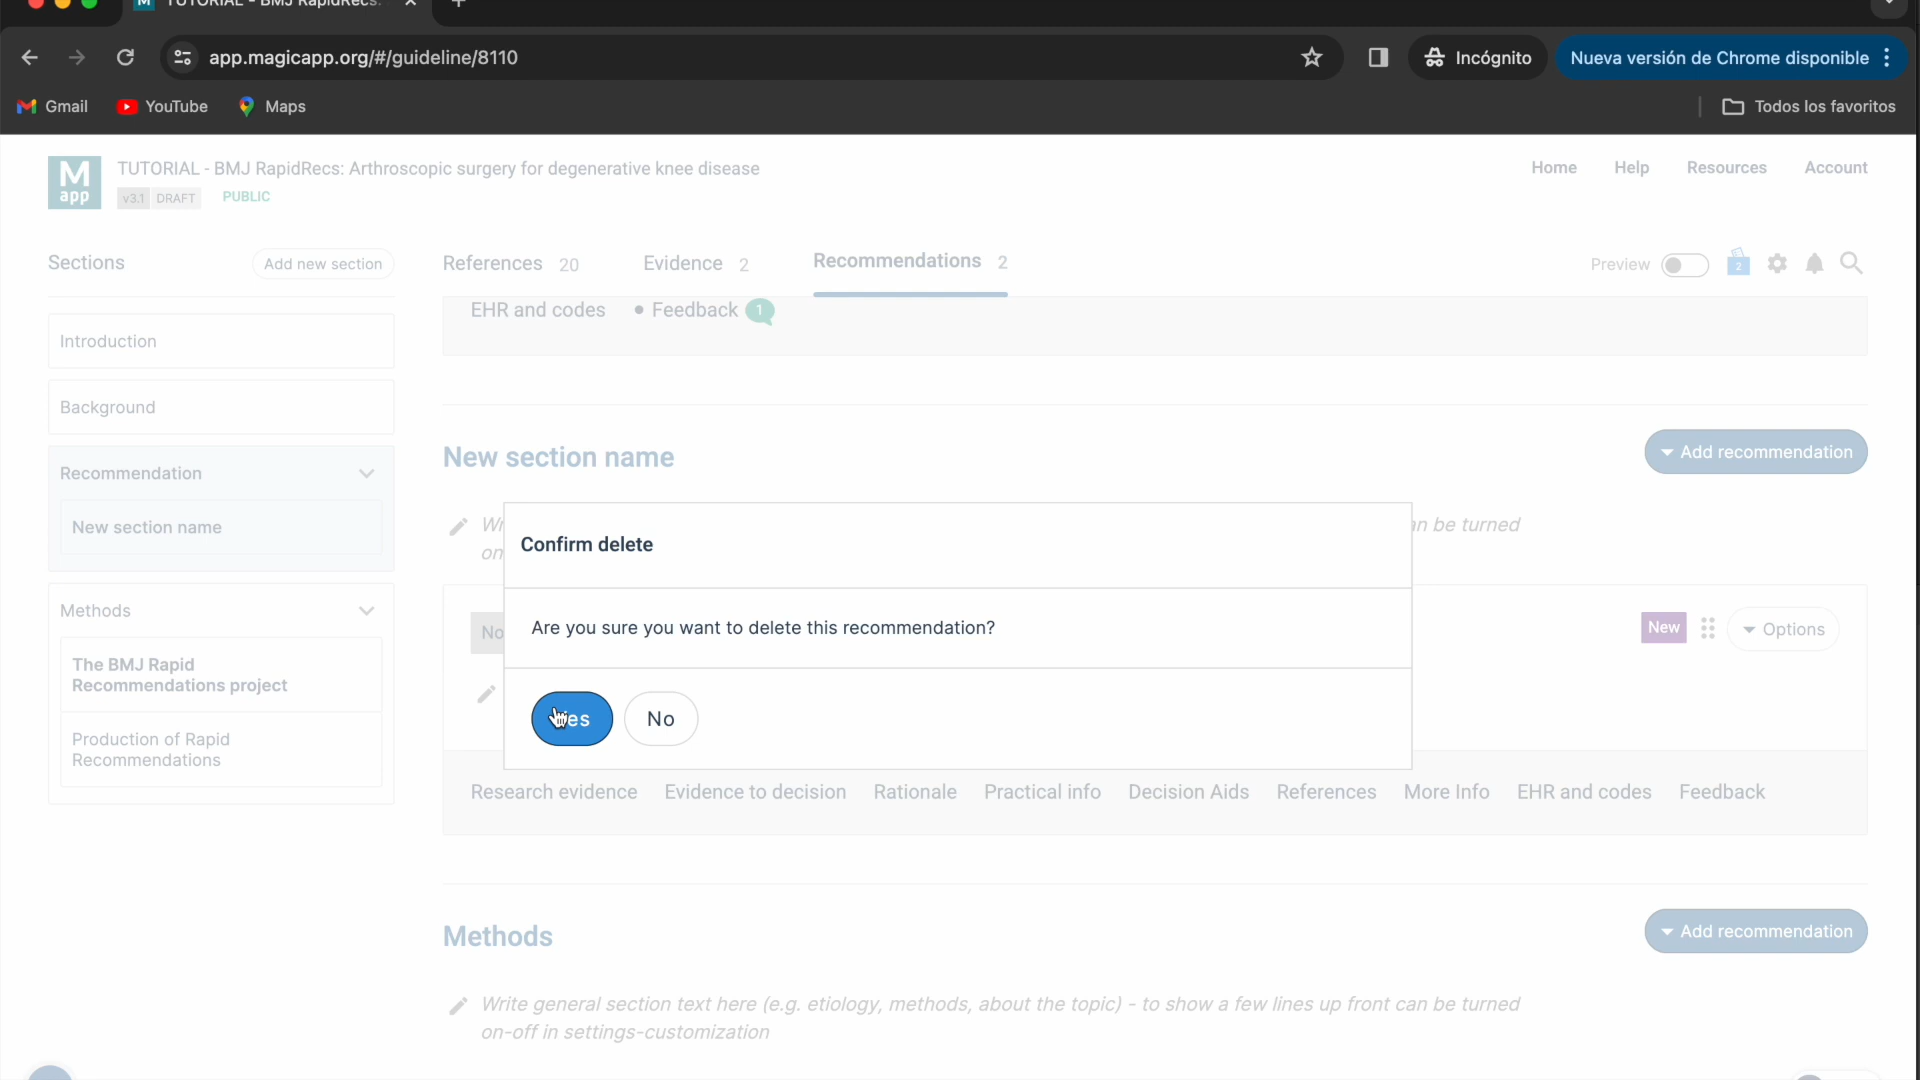 TUTORIAL - BMJ RapidRecs:
app.magicapp.org/#/guideline/8110
Incógnito
Nueva versión de Chrome disponible
Gmail
YouTube
Maps
Todos los favoritos
M
app
TUTORIAL - BMJ RapidRecs: Arthroscopic surgery for degenerative knee disease
v3.1 DRAFT PUBLIC
Home
Help
Resources
Account
Sections
Add new section
References 20
Evidence 2
Recommendations 2
Preview
2
EHR and codes
Feedback 1
Introduction
Background
Recommendation
New section name
Methods
The BMJ Rapid
Recommendations project
Production of Rapid
Recommendations
New section name
Add recommendation
an be turned
on
Confirm delete
Are you sure you want to delete this recommendation?
No
New
Options
Yes
No
Research evidence
Evidence to decision
Rationale
Practical info
Decision Aids
References
More Info
EHR and codes
Feedback
Methods
Add recommendation
Write general section text here (e.g. etiology, methods, about the topic) - to show a few lines up front can be turned
on-off in settings-customization